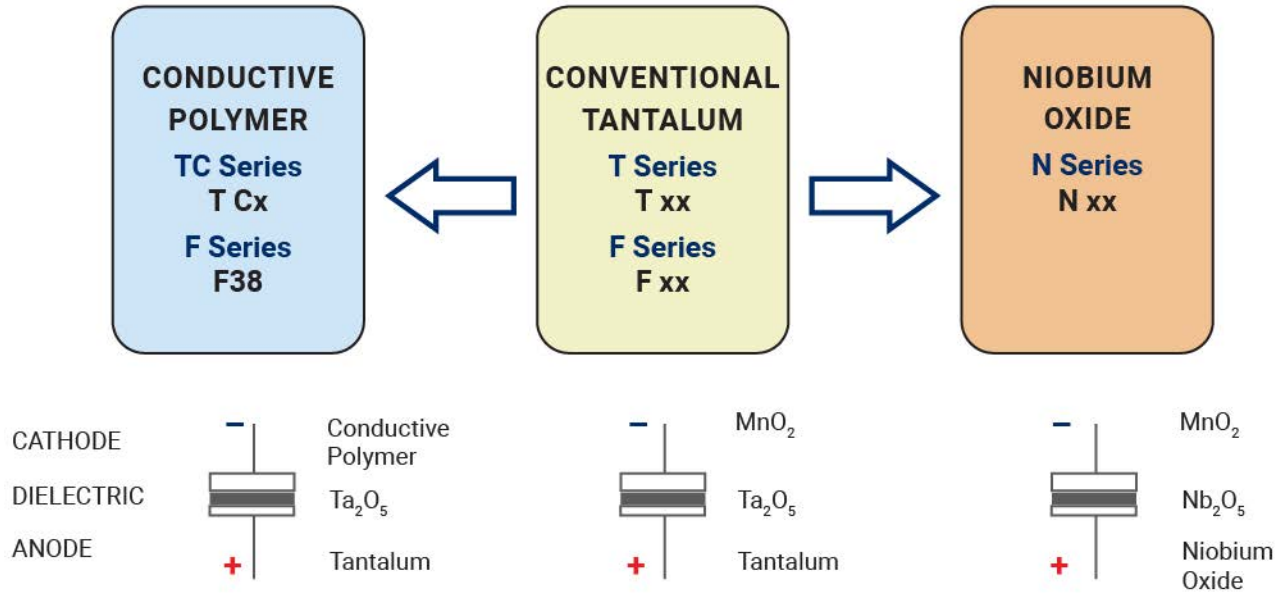 CONDUCTIVE
POLYMER
TC Series
T Cx
F Series
F38
CONVENTIONAL
TANTALUM
T Series
T xx
F Series
F xx
NIOBIUM
OXIDE
N Series
N xx
CATHODE
−
Conductive
Polymer
−
MnO₂
−
MnO₂
DIELECTRIC
Ta₂O₅
Ta₂O₅
Nb₂O₅
ANODE
+
Tantalum
+
Tantalum
+
Niobium
Oxide